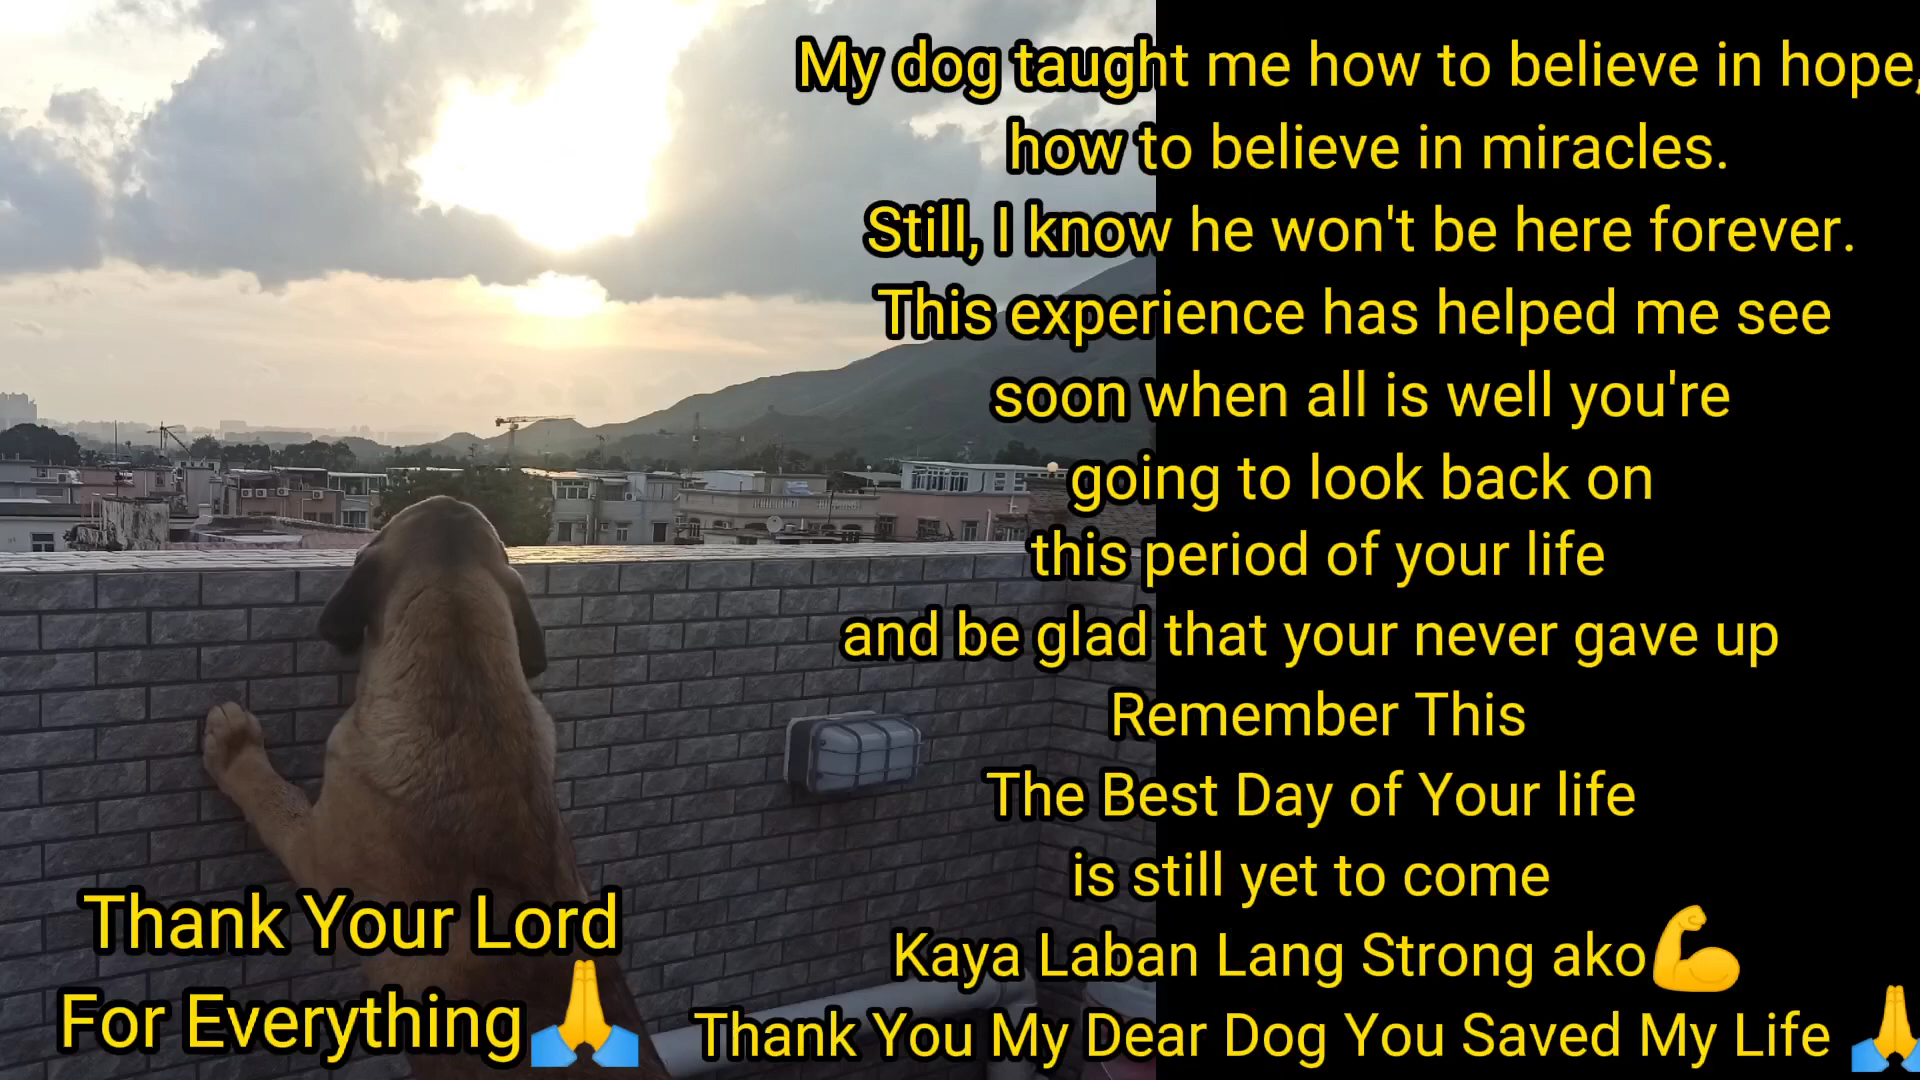 My dog taught me how to believe in hope,
how to believe in miracles.
Still, I know he won't be here forever.
This experience has helped me see
soon when all is well you're
going to look back on
this period of your life
and be glad that your never gave up
Remember This
The Best Day of Your life
is still yet to come
Kaya Laban Lang Strong ako💪
Thank You My Dear Dog You Saved My Life 🙏
Thank Your Lord
For Everything🙏